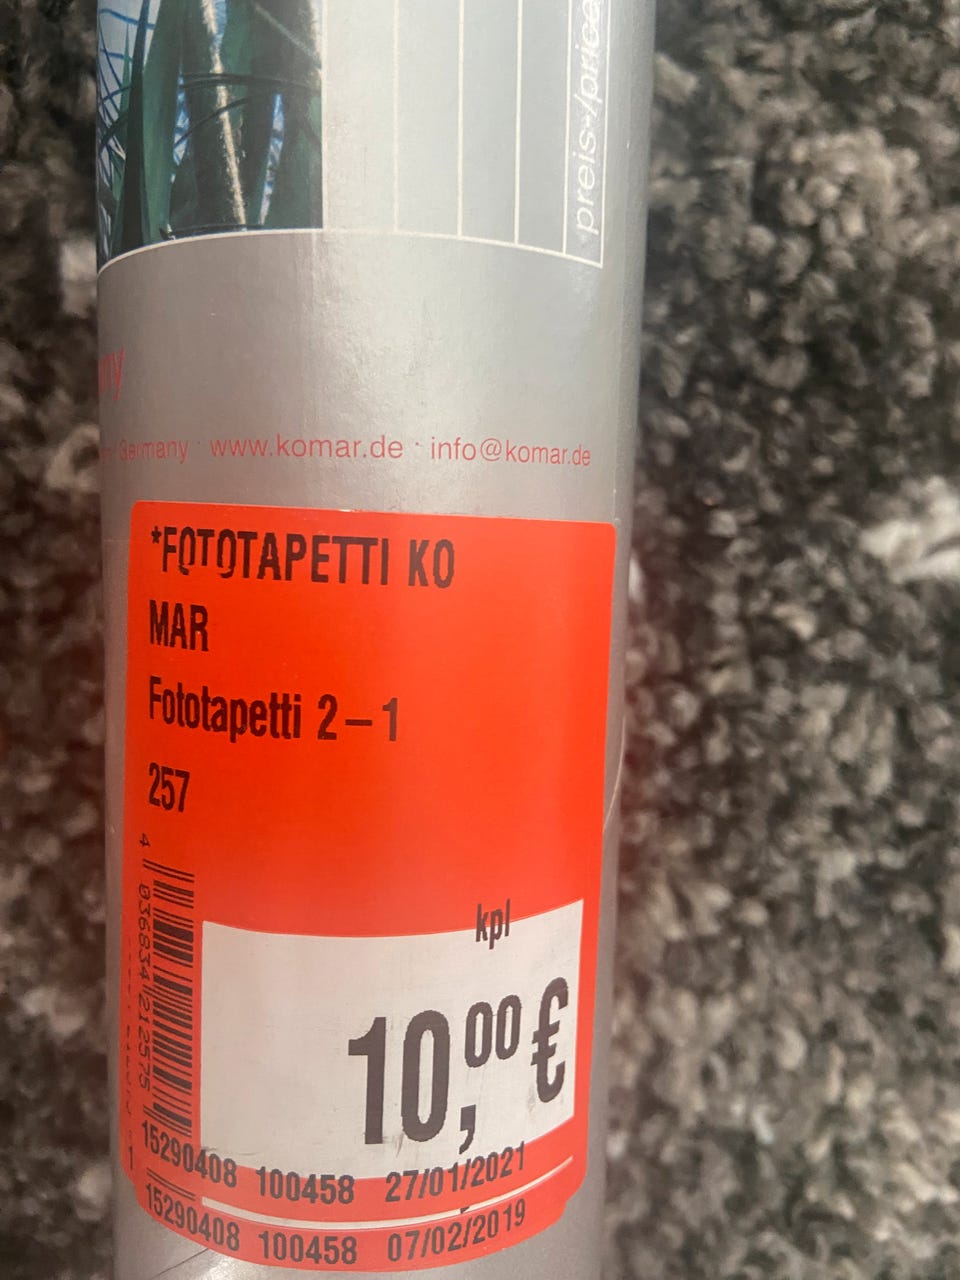 preis/price
Germany · www.komar.de · info@komar.de
*FOTOTAPETTI KO
MAR
Fototapetti 2-1
257
4 036834 212575
kpl
10,00 €
15290408 100458 27/01/2021
15290408 100458 07/02/2019